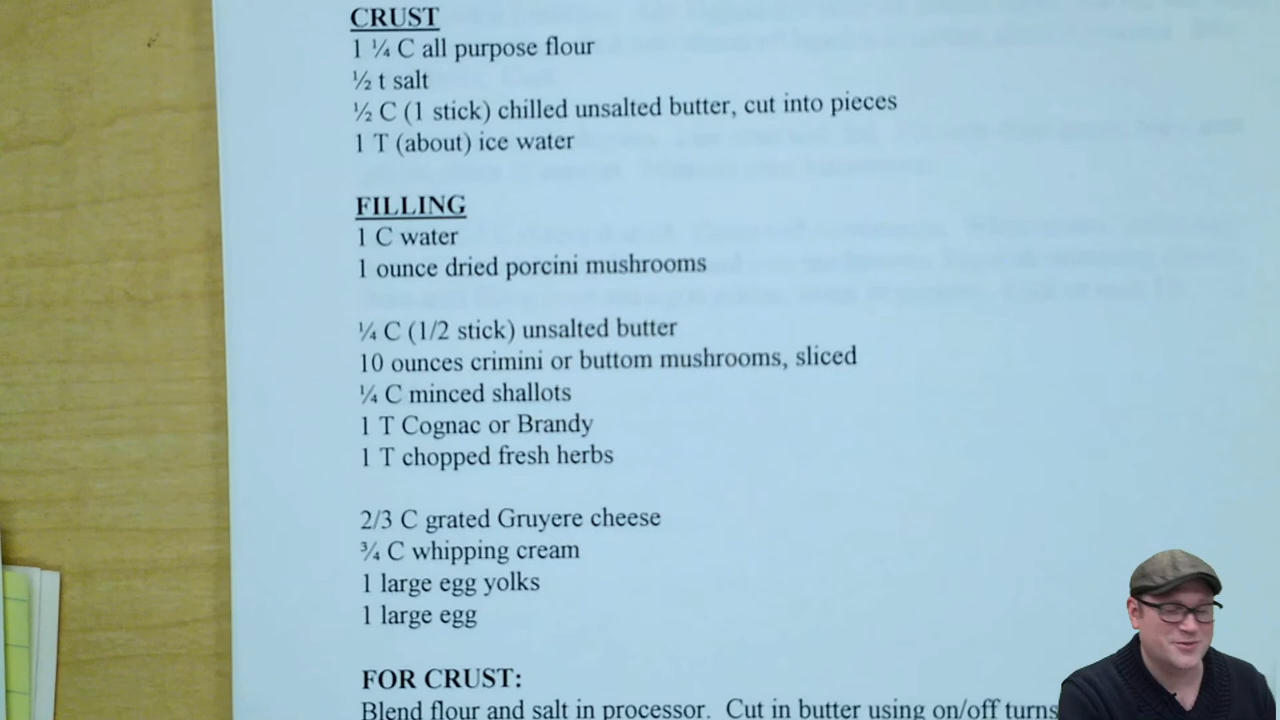 CRUST
1 ¼ C all purpose flour
½ t salt
½ C (1 stick) chilled unsalted butter, cut into pieces
1 T (about) ice water
FILLING
1 C water
1 ounce dried porcini mushrooms
¼ C (1/2 stick) unsalted butter
10 ounces crimini or buttom mushrooms, sliced
¼ C minced shallots
1 T Cognac or Brandy
1 T chopped fresh herbs
2/3 C grated Gruyere cheese
¾ C whipping cream
1 large egg yolks
1 large egg
FOR CRUST:
Blend flour and salt in processor. Cut in butter using on/off turns